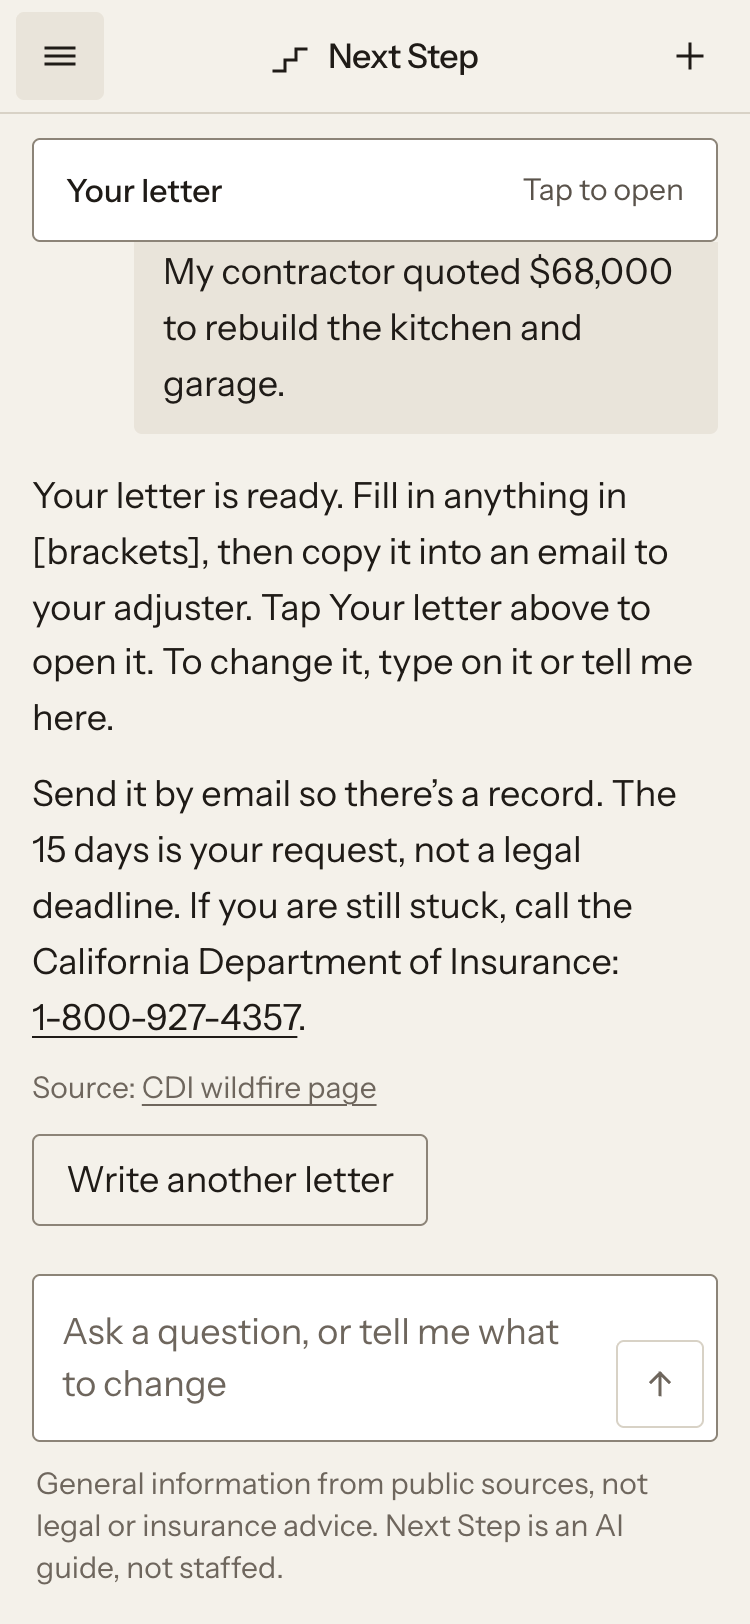 Next Step
Your letter
Tap to open
My contractor quoted $68,000
to rebuild the kitchen and
garage.
Your letter is ready. Fill in anything in
[brackets], then copy it into an email to
your adjuster. Tap Your letter above to
open it. To change it, type on it or tell me
here.
Send it by email so there’s a record. The
15 days is your request, not a legal
deadline. If you are still stuck, call the
California Department of Insurance:
1-800-927-4357.
Source: CDI wildfire page
Write another letter
Ask a question, or tell me what
to change
General information from public sources, not
legal or insurance advice. Next Step is an AI
guide, not staffed.